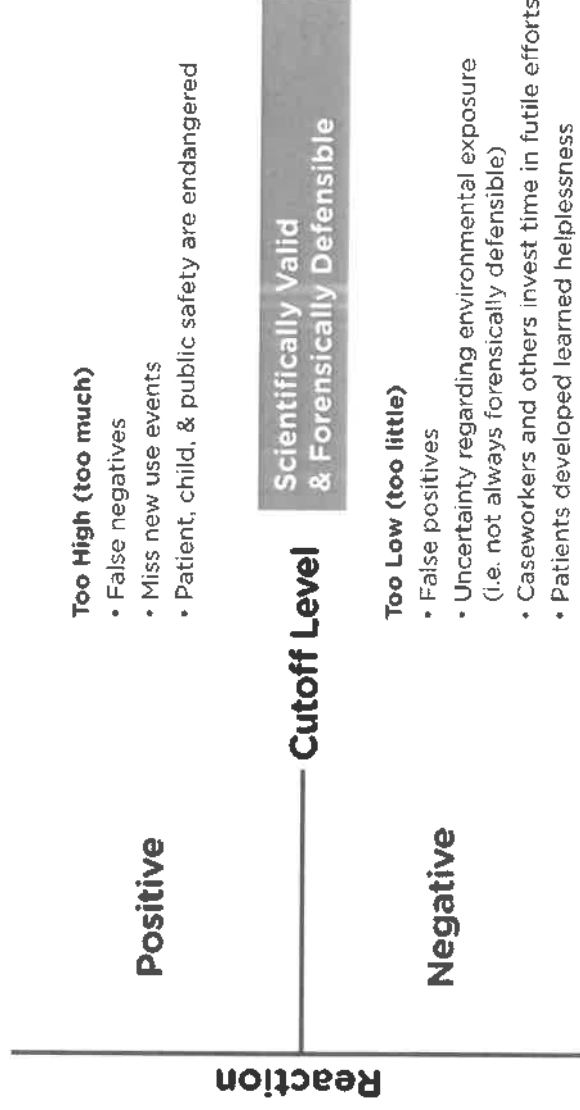 Reaction
Positive
Negative
Cutoff Level
Too High (too much)
• False negatives
• Miss new use events
• Patient, child, & public safety are endangered
Scientifically Valid
& Forensically Defensible
Too Low (too little)
• False positives
• Uncertainty regarding environmental exposure
(i.e. not always forensically defensible)
• Caseworkers and others invest time in futile efforts
• Patients developed learned helplessness